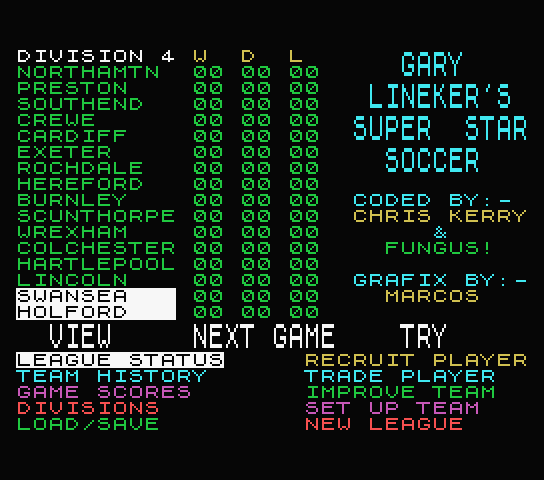 DIVISION 4 W D L
NORTHAMTN 00 00 00
PRESTON 00 00 00
SOUTHEND 00 00 00
CREWE 00 00 00
CARDIFF 00 00 00
EXETER 00 00 00
ROCHDALE 00 00 00
HEREFORD 00 00 00
BURNLEY 00 00 00
SCUNTHORPE 00 00 00
WREXHAM 00 00 00
COLCHESTER 00 00 00
HARTLEPOOL 00 00 00
LINCOLN 00 00 00
SWANSEA 00 00 00
HOLFORD 00 00 00
GARY
LINEKER'S
SUPER STAR
SOCCER
CODED BY:-
CHRIS KERRY
&
FUNGUS!
GRAFIX BY:-
MARCOS
VIEW NEXT GAME TRY
LEAGUE STATUS RECRUIT PLAYER
TEAM HISTORY TRADE PLAYER
GAME SCORES IMPROVE TEAM
DIVISIONS SET UP TEAM
LOAD/SAVE NEW LEAGUE